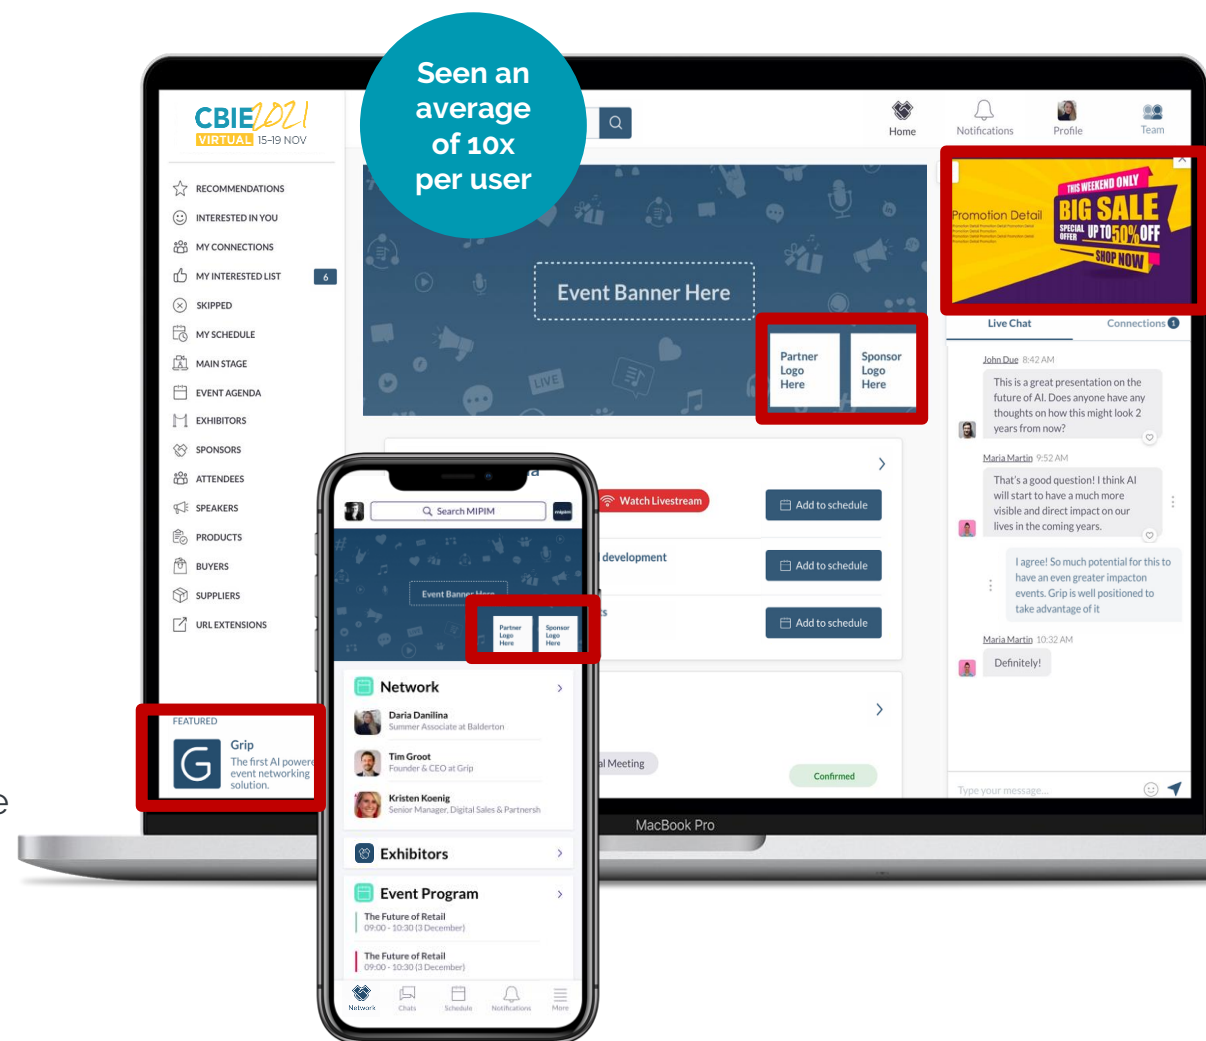 Seen an
average
of 10x
per user
CBIE2021
VIRTUAL 15-19 NOV
Home
Notifications
Profile
Team
RECOMMENDATIONS
INTERESTED IN YOU
MY CONNECTIONS
MY INTERESTED LIST 6
SKIPPED
MY SCHEDULE
MAIN STAGE
EVENT AGENDA
EXHIBITORS
SPONSORS
ATTENDEES
SPEAKERS
PRODUCTS
BUYERS
SUPPLIERS
URL EXTENSIONS
FEATURED
Grip
The first AI powere
event networking
solution.
e
LIVE
Event Banner Here
Partner
Logo
Here
Sponsor
Logo
Here
Watch Livestream
Add to schedule
development
Add to schedule
ts
Add to schedule
al Meeting
Confirmed
Promotion Detail
Promotion Detail Promotion Detail Promotion Detail
THIS WEEKEND ONLY
BIG SALE
SPECIAL OFFER UP TO 50% OFF
SHOP NOW
Live Chat
Connections 1
John Due 8:42 AM
This is a great presentation on the
future of AI. Does anyone have any
thoughts on how this might look 2
years from now?
Maria Martin 9:52 AM
That's a good question! I think AI
will start to have a much more
visible and direct impact on our
lives in the coming years.
I agree! So much potential for this to
have an even greater impacton
events. Grip is well positioned to
take advantage of it
Maria Martin 10:32 AM
Definitely!
Type your message...
MacBook Pro
Search MIPIM
mipim
Event Banner Here
Partner
Logo
Here
Sponsor
Logo
Here
Network
Daria Danilina
Summer Associate at Balderton
Tim Groot
Founder & CEO at Grip
Kristen Koenig
Senior Manager, Digital Sales & Partnersh
Exhibitors
Event Program
The Future of Retail
09:00 - 10:30 (3 December)
The Future of Retail
09:00 - 10:30 (3 December)
Network
Chats
Schedule
Notifications
More